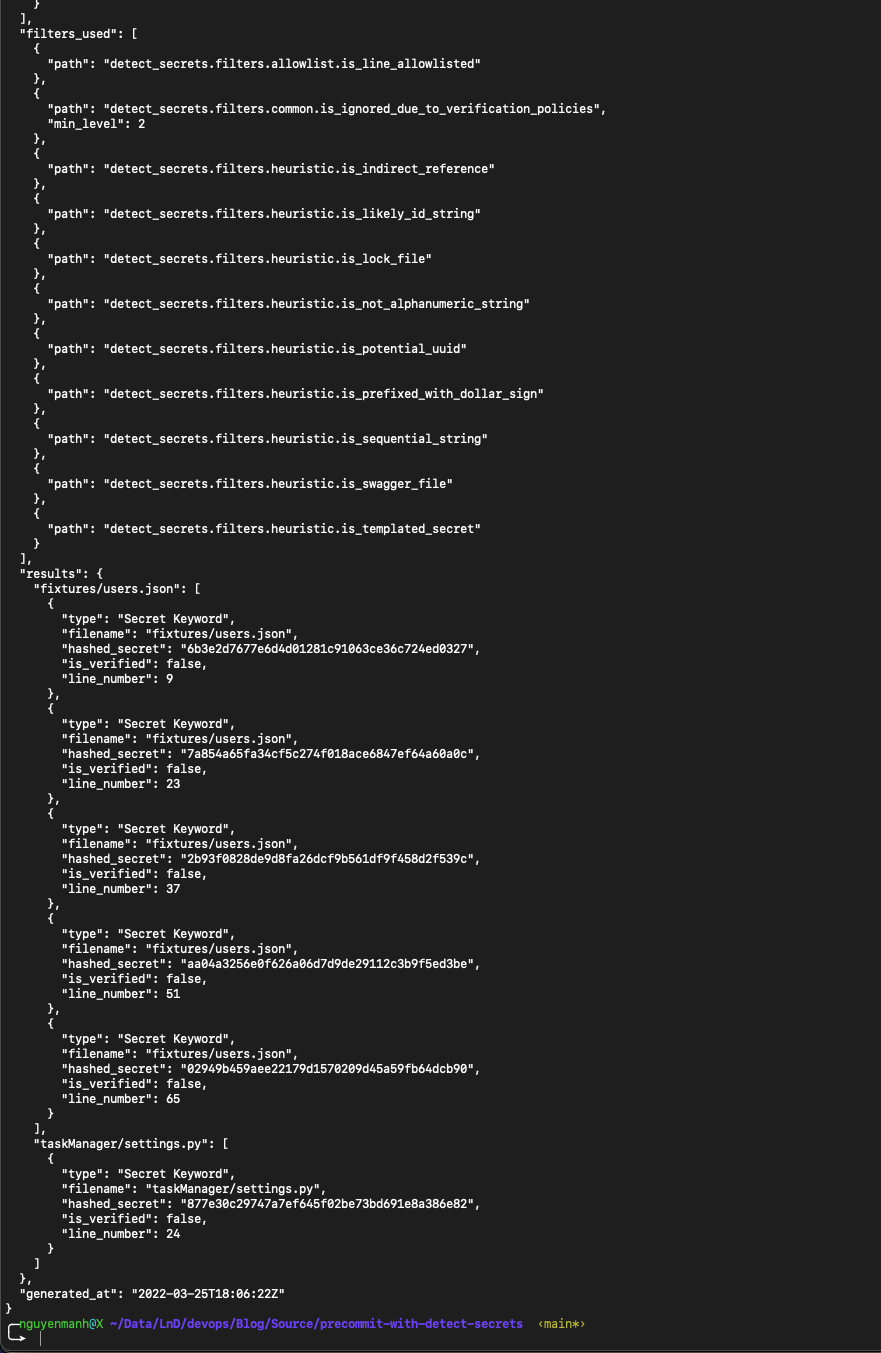 }
  ],
  "filters_used": [
    {
      "path": "detect_secrets.filters.allowlist.is_line_allowlisted"
    },
    {
      "path": "detect_secrets.filters.common.is_ignored_due_to_verification_policies",
      "min_level": 2
    },
    {
      "path": "detect_secrets.filters.heuristic.is_indirect_reference"
    },
    {
      "path": "detect_secrets.filters.heuristic.is_likely_id_string"
    },
    {
      "path": "detect_secrets.filters.heuristic.is_lock_file"
    },
    {
      "path": "detect_secrets.filters.heuristic.is_not_alphanumeric_string"
    },
    {
      "path": "detect_secrets.filters.heuristic.is_potential_uuid"
    },
    {
      "path": "detect_secrets.filters.heuristic.is_prefixed_with_dollar_sign"
    },
    {
      "path": "detect_secrets.filters.heuristic.is_sequential_string"
    },
    {
      "path": "detect_secrets.filters.heuristic.is_swagger_file"
    },
    {
      "path": "detect_secrets.filters.heuristic.is_templated_secret"
    }
  ],
  "results": {
    "fixtures/users.json": [
      {
        "type": "Secret Keyword",
        "filename": "fixtures/users.json",
        "hashed_secret": "6b3e2d7677e6d4d01281c91063ce36c724ed0327",
        "is_verified": false,
        "line_number": 9
      },
      {
        "type": "Secret Keyword",
        "filename": "fixtures/users.json",
        "hashed_secret": "7a854a65fa34cf5c274f018ace6847ef64a60a0c",
        "is_verified": false,
        "line_number": 23
      },
      {
        "type": "Secret Keyword",
        "filename": "fixtures/users.json",
        "hashed_secret": "2b93f0828de9d8fa26dcf9b561df9f458d2f539c",
        "is_verified": false,
        "line_number": 37
      },
      {
        "type": "Secret Keyword",
        "filename": "fixtures/users.json",
        "hashed_secret": "aa04a3256e0f626a06d7d9de29112c3b9f5ed3be",
        "is_verified": false,
        "line_number": 51
      },
      {
        "type": "Secret Keyword",
        "filename": "fixtures/users.json",
        "hashed_secret": "02949b459aee22179d1570209d45a59fb64dcb90",
        "is_verified": false,
        "line_number": 65
      }
    ],
    "taskManager/settings.py": [
      {
        "type": "Secret Keyword",
        "filename": "taskManager/settings.py",
        "hashed_secret": "877e30c29747a7ef645f02be73bd691e8a386e82",
        "is_verified": false,
        "line_number": 24
      }
    ]
  },
  "generated_at": "2022-03-25T18:06:22Z"
}
nguyenmanh@X ~/Data/LnD/devops/Blog/Source/precommit-with-detect-secrets ‹main*›